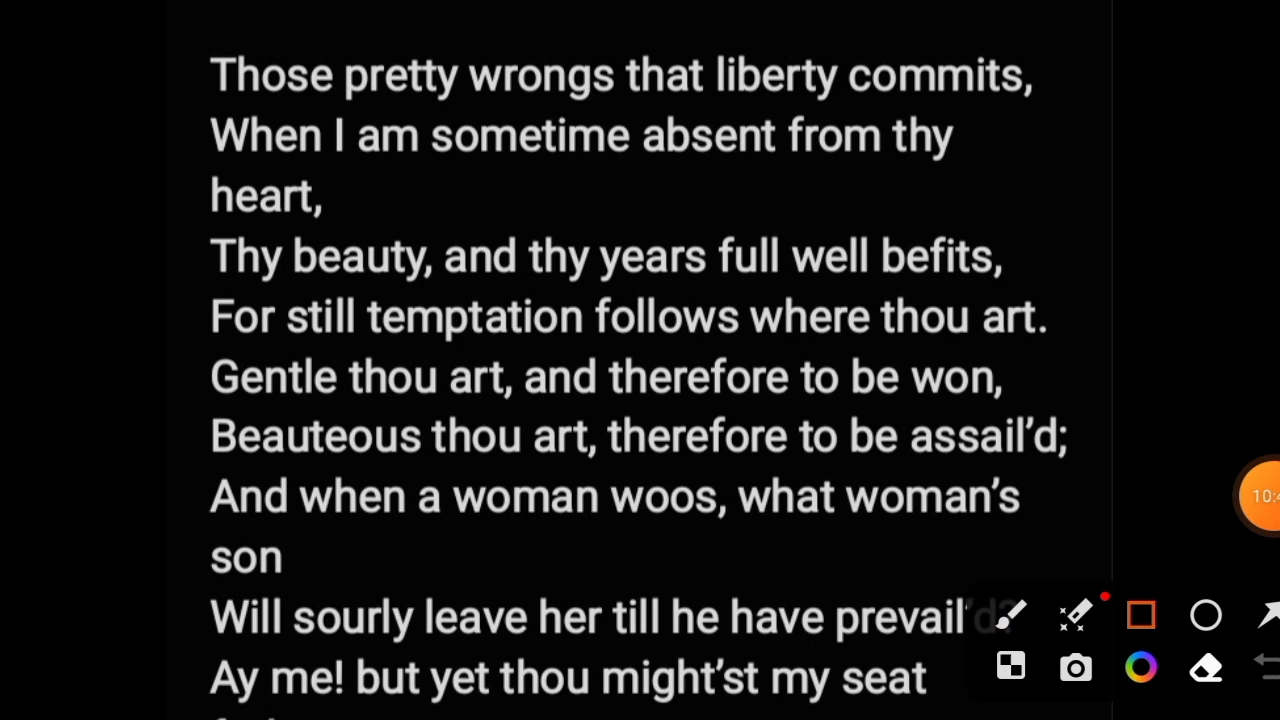 Those pretty wrongs that liberty commits,
When I am sometime absent from thy
heart,
Thy beauty, and thy years full well befits,
For still temptation follows where thou art.
Gentle thou art, and therefore to be won,
Beauteous thou art, therefore to be assail’d;
And when a woman woos, what woman’s
son
Will sourly leave her till he have prevail’d?
Ay me! but yet thou might’st my seat